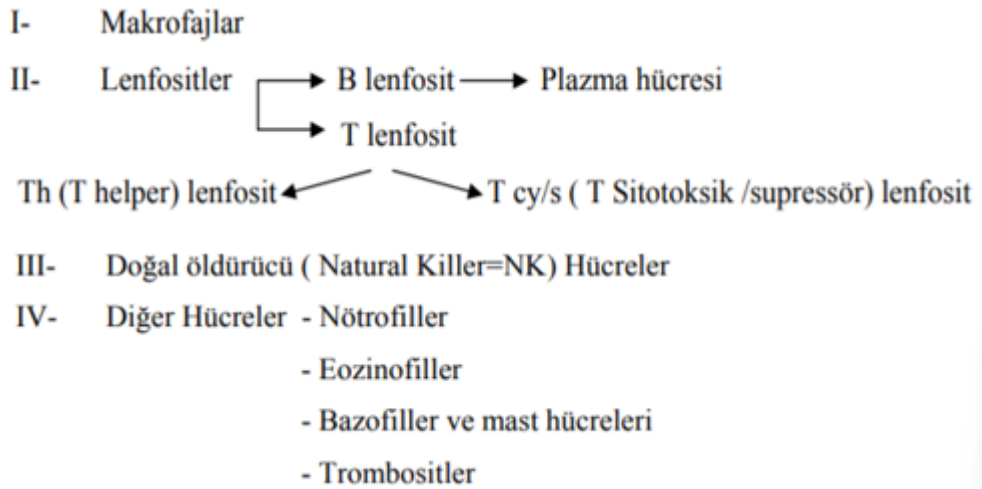 I- Makrofajlar
II- Lenfositler B lenfosit Plazma hücresi
T lenfosit
Th (T helper) lenfosit T cy/s ( T Sitotoksik /supressör) lenfosit
III- Doğal öldürücü ( Natural Killer=NK) Hücreler
IV- Diğer Hücreler - Nötrofiller
- Eozinofiller
- Bazofiller ve mast hücreleri
- Trombositler